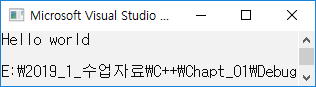 Microsoft Visual Studio ...
Hello world
E:₩2019_1_수업자료₩C++₩Chapt_01₩Debug